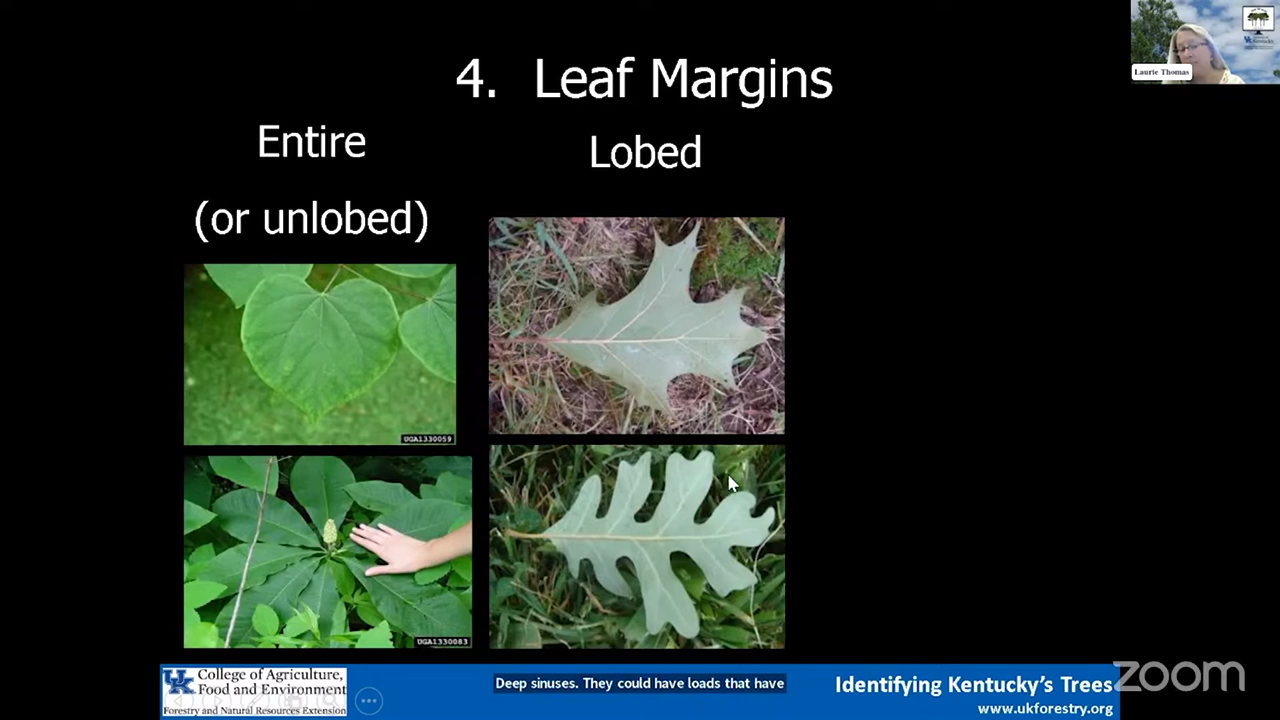 4. Leaf Margins
Entire
(or unlobed)
Lobed
Laurie Thomas
UGA1330059
UGA1330083
UK
College of Agriculture,
Food and Environment
Forestry and Natural Resources Extension
Deep sinuses. They could have loads that have
Identifying Kentucky's Trees
www.ukforestry.org
zoom